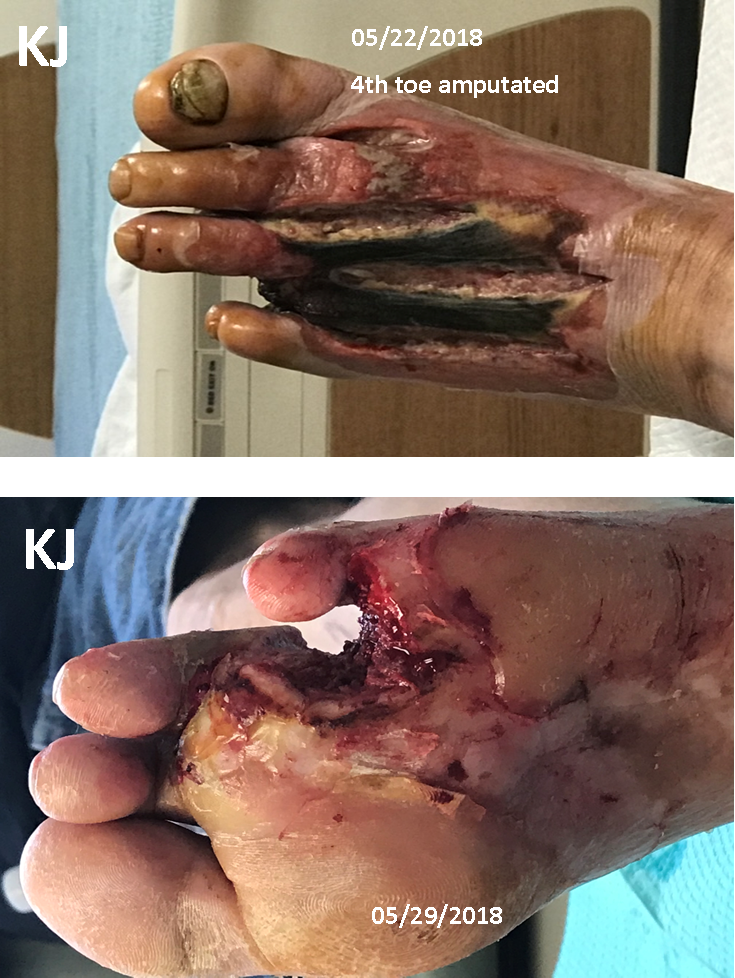 KJ
05/22/2018
4th toe amputated
KJ
05/29/2018